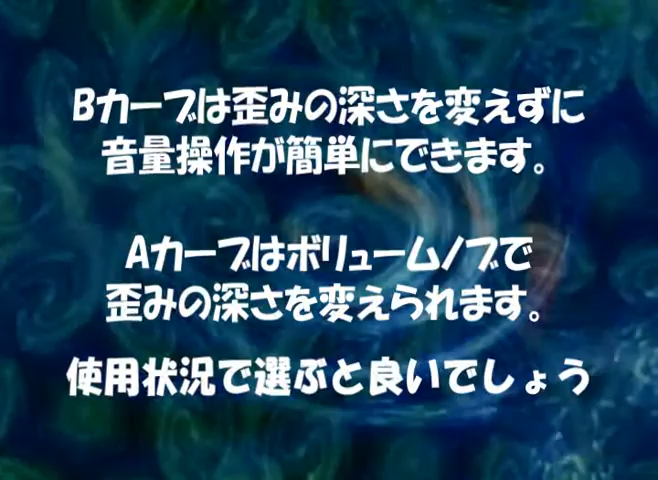 Bカーブは歪みの深さを変えずに
音量操作が簡単にできます。
Aカーブはボリュームノブで
歪みの深さを変えられます。
使用状況で選ぶと良いでしょう